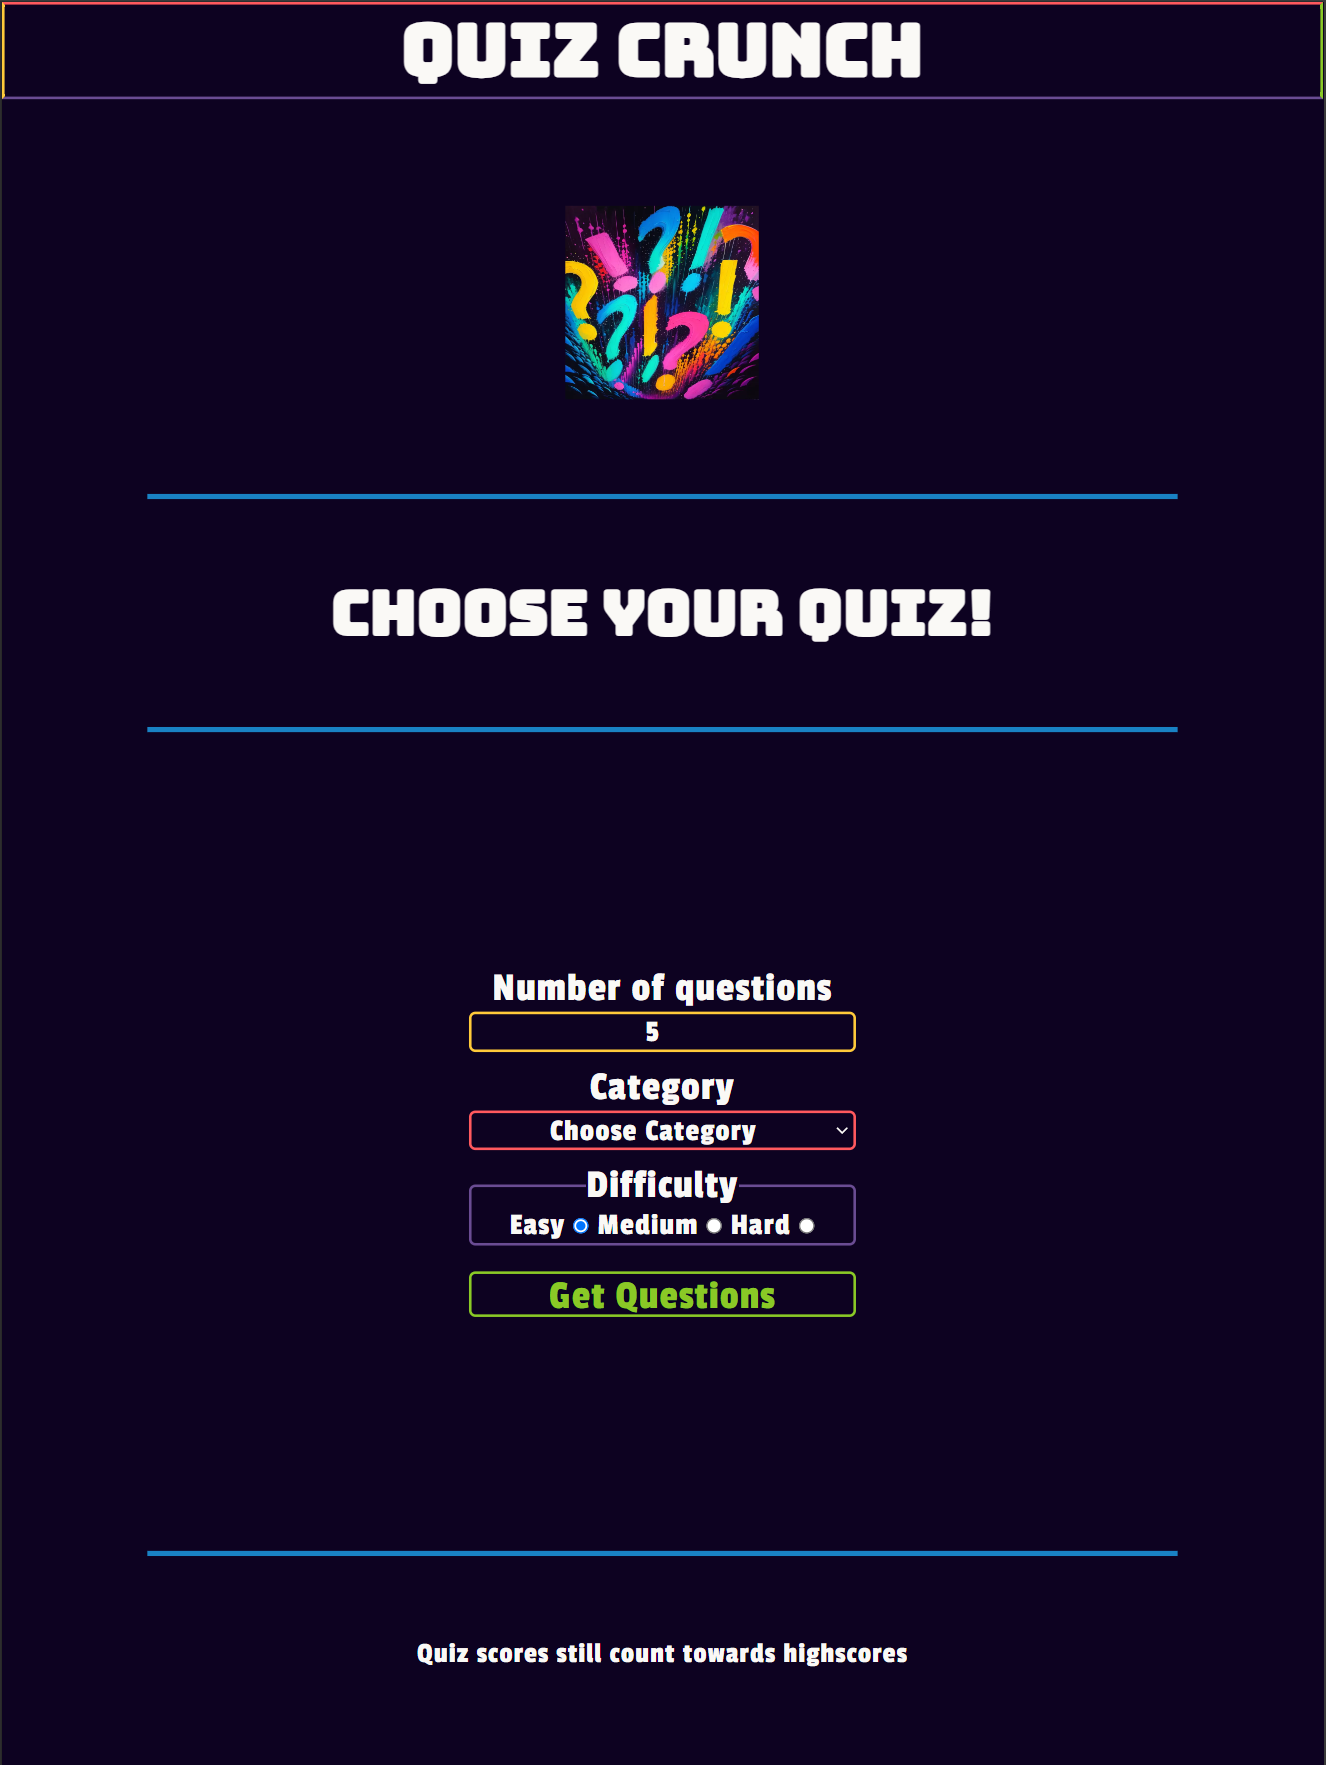 QUIZ CRUNCH
CHOOSE YOUR QUIZ!
Number of questions
5
Category
Choose Category
Difficulty
Easy Medium Hard
Get Questions
Quiz scores still count towards highscores